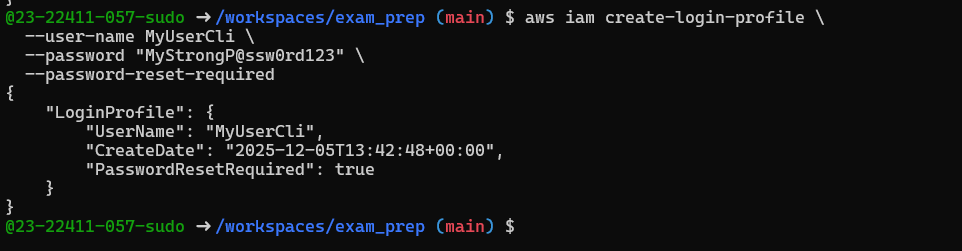 }
@23-22411-057-sudo ➜ /workspaces/exam_prep (main) $ aws iam create-login-profile \
  --user-name MyUserCli \
  --password "MyStrongP@ssw0rd123" \
  --password-reset-required
{
    "LoginProfile": {
        "UserName": "MyUserCli",
        "CreateDate": "2025-12-05T13:42:48+00:00",
        "PasswordResetRequired": true
    }
}
@23-22411-057-sudo ➜ /workspaces/exam_prep (main) $